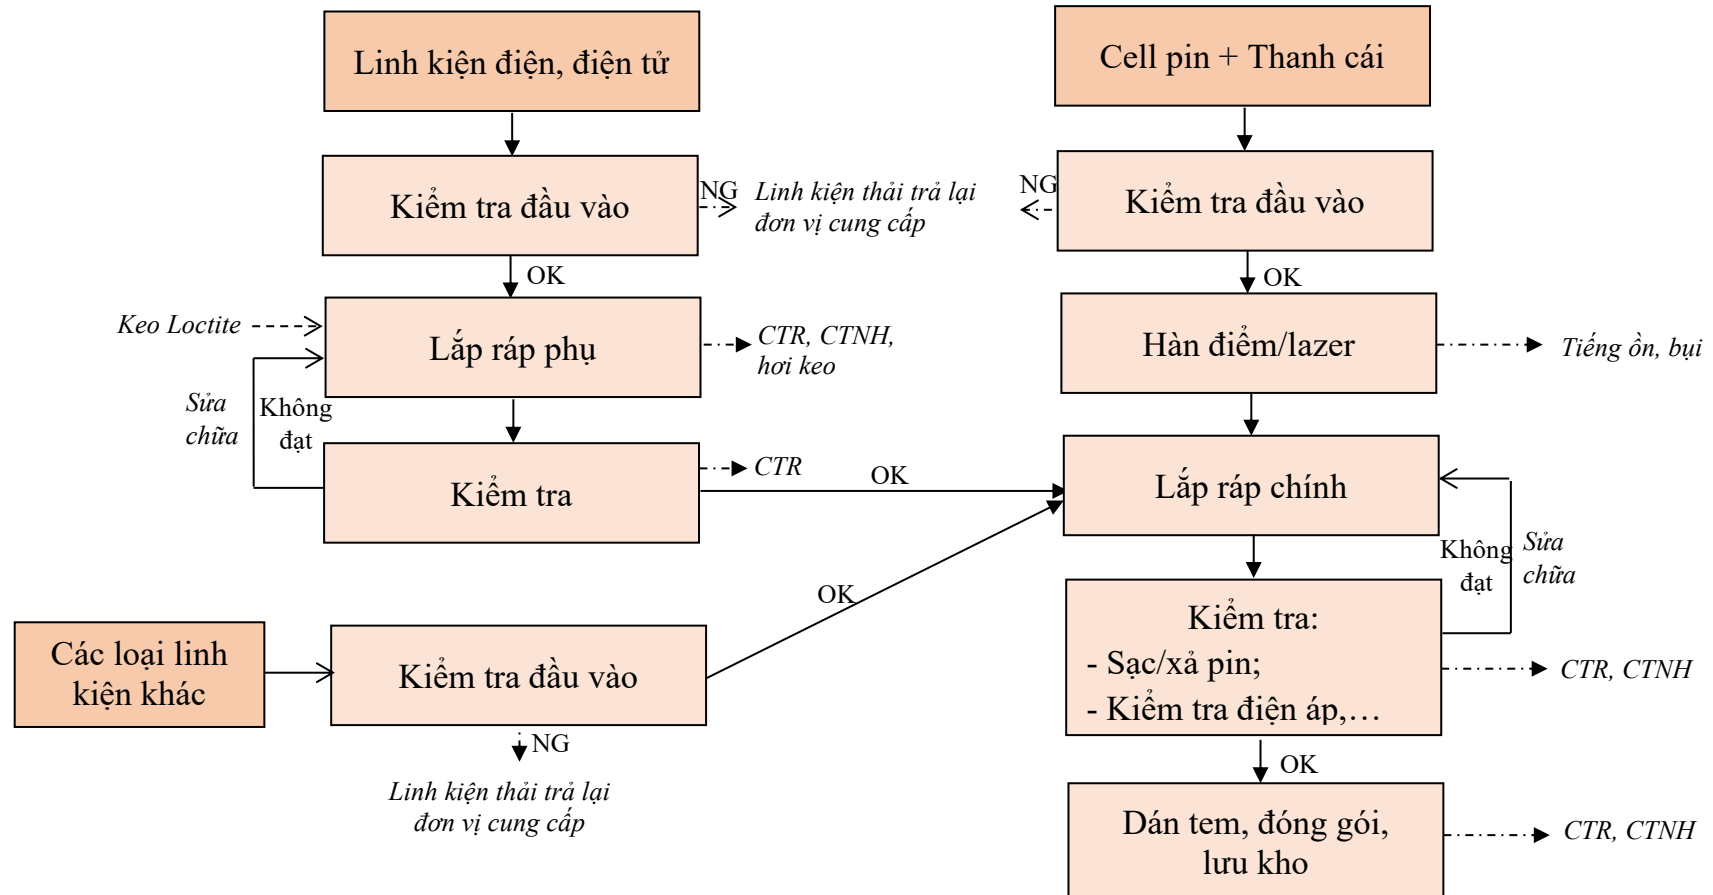 Linh kiện điện, điện tử
Cell pin + Thanh cái
Kiểm tra đầu vào
NG
Linh kiện thải trả lại
đơn vị cung cấp
NG
Kiểm tra đầu vào
OK
OK
Keo Loctite
Lắp ráp phụ
CTR, CTNH,
hơi keo
Hàn điểm/lazer
Tiếng ồn, bụi
Sửa
chữa
Không
đạt
Kiểm tra
CTR
OK
Lắp ráp chính
Không
đạt
Sửa
chữa
OK
Các loại linh
kiện khác
Kiểm tra đầu vào
Kiểm tra:
- Sạc/xả pin;
- Kiểm tra điện áp,…
CTR, CTNH
NG
Linh kiện thải trả lại
đơn vị cung cấp
OK
Dán tem, đóng gói,
lưu kho
CTR, CTNH